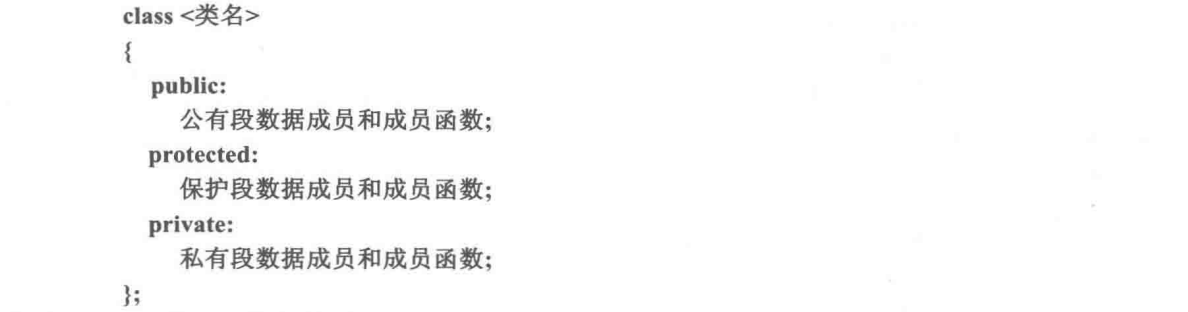 class <类名>
{
public:
公有段数据成员和成员函数;
protected:
保护段数据成员和成员函数;
private:
私有段数据成员和成员函数;
};